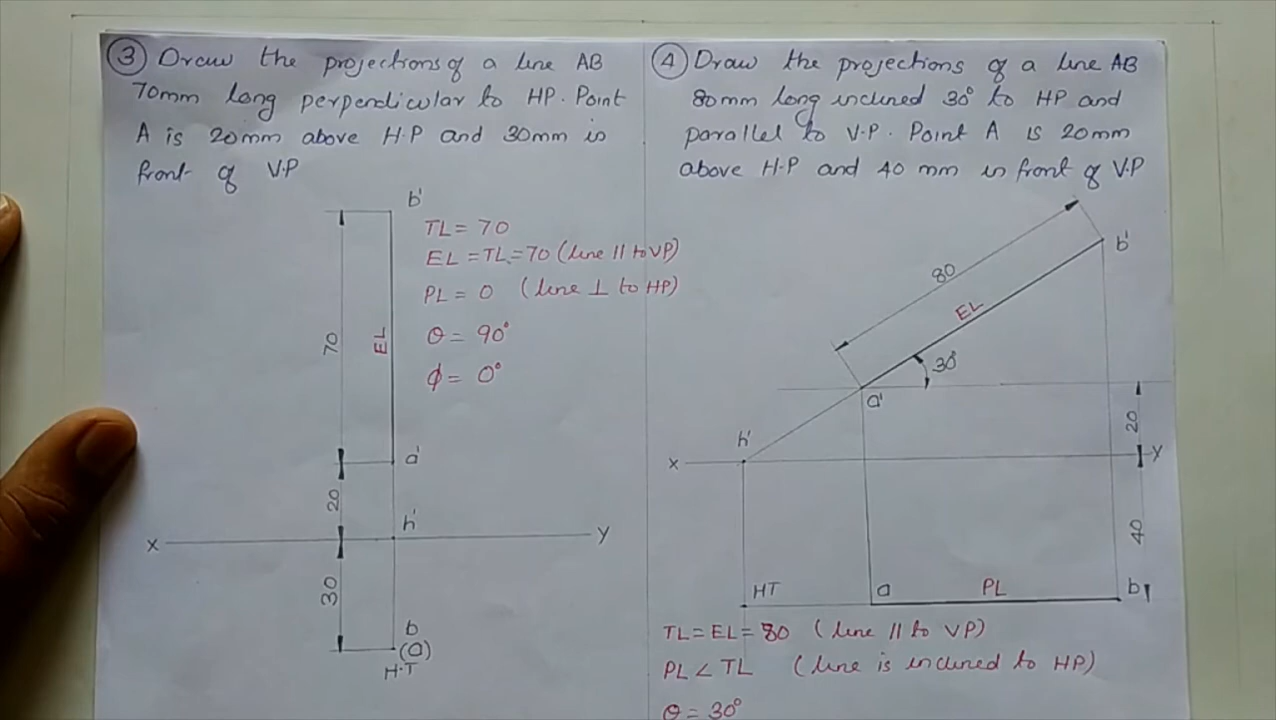 ③ Draw the projections of a line AB
70mm long perpendicular to HP. Point
A is 20mm above H.P and 30mm is
front of V.P
b'
TL = 70
EL = TL = 70 (line || to VP)
PL = 0 (line ⊥ to HP)
θ = 90°
ϕ = 0°
70
EL
a'
20
h'
X
Y
30
b
(a)
H.T
④ Draw the projections of a line AB
80mm long inclined 30° to HP and
parallel to V.P. Point A is 20mm
above H.P and 40 mm in front of V.P
b'
80
EL
30°
a'
20
h'
X
Y
40
HT
a
PL
b
TL = EL = 80 (line || to VP)
PL < TL (line is inclined to HP)
θ = 30°